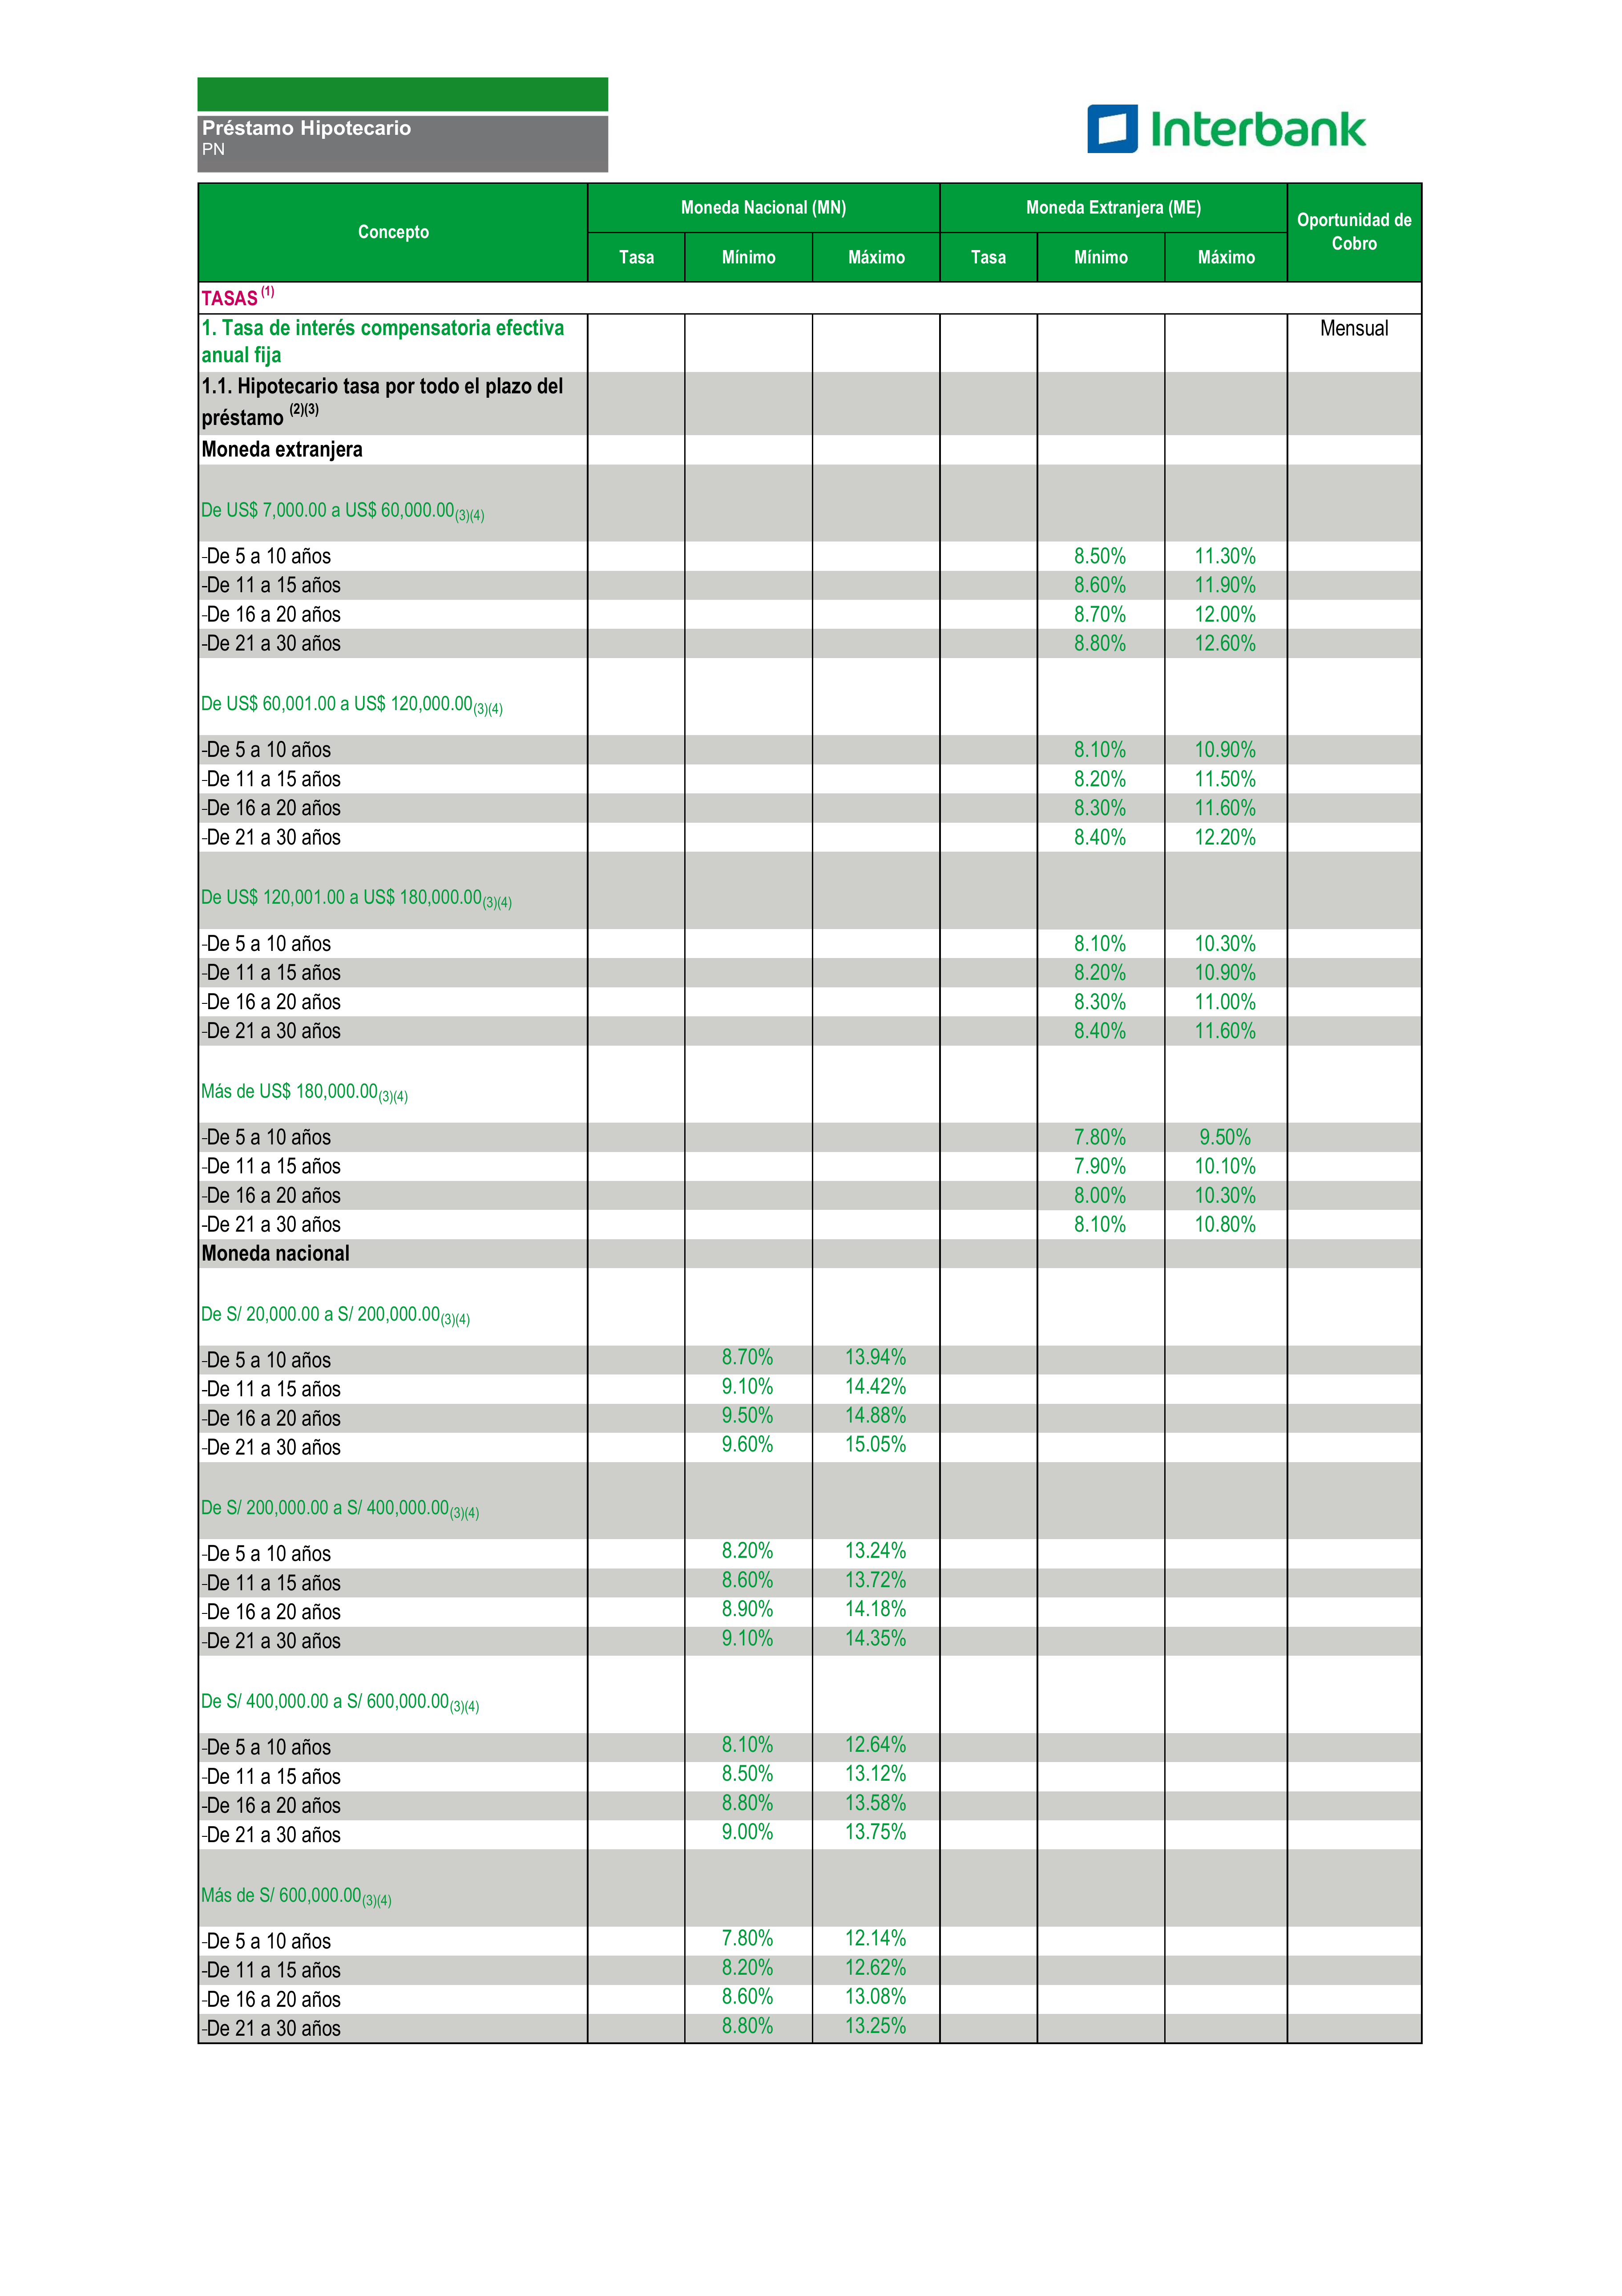 Préstamo Hipotecario
PN
Interbank
Concepto
Moneda Nacional (MN)
Moneda Extranjera (ME)
Oportunidad de
Cobro
Tasa Mínimo Máximo Tasa Mínimo Máximo
TASAS (1)
1. Tasa de interés compensatoria efectiva Mensual
anual fija
1.1. Hipotecario tasa por todo el plazo del
préstamo (2)(3)
Moneda extranjera
De US$ 7,000.00 a US$ 60,000.00(3)(4)
-De 5 a 10 años 8.50% 11.30%
-De 11 a 15 años 8.60% 11.90%
-De 16 a 20 años 8.70% 12.00%
-De 21 a 30 años 8.80% 12.60%
De US$ 60,001.00 a US$ 120,000.00(3)(4)
-De 5 a 10 años 8.10% 10.90%
-De 11 a 15 años 8.20% 11.50%
-De 16 a 20 años 8.30% 11.60%
-De 21 a 30 años 8.40% 12.20%
De US$ 120,001.00 a US$ 180,000.00(3)(4)
-De 5 a 10 años 8.10% 10.30%
-De 11 a 15 años 8.20% 10.90%
-De 16 a 20 años 8.30% 11.00%
-De 21 a 30 años 8.40% 11.60%
Más de US$ 180,000.00(3)(4)
-De 5 a 10 años 7.80% 9.50%
-De 11 a 15 años 7.90% 10.10%
-De 16 a 20 años 8.00% 10.30%
-De 21 a 30 años 8.10% 10.80%
Moneda nacional
De S/ 20,000.00 a S/ 200,000.00(3)(4)
-De 5 a 10 años 8.70% 13.94%
-De 11 a 15 años 9.10% 14.42%
-De 16 a 20 años 9.50% 14.88%
-De 21 a 30 años 9.60% 15.05%
De S/ 200,000.00 a S/ 400,000.00(3)(4)
-De 5 a 10 años 8.20% 13.24%
-De 11 a 15 años 8.60% 13.72%
-De 16 a 20 años 8.90% 14.18%
-De 21 a 30 años 9.10% 14.35%
De S/ 400,000.00 a S/ 600,000.00(3)(4)
-De 5 a 10 años 8.10% 12.64%
-De 11 a 15 años 8.50% 13.12%
-De 16 a 20 años 8.80% 13.58%
-De 21 a 30 años 9.00% 13.75%
Más de S/ 600,000.00(3)(4)
-De 5 a 10 años 7.80% 12.14%
-De 11 a 15 años 8.20% 12.62%
-De 16 a 20 años 8.60% 13.08%
-De 21 a 30 años 8.80% 13.25%